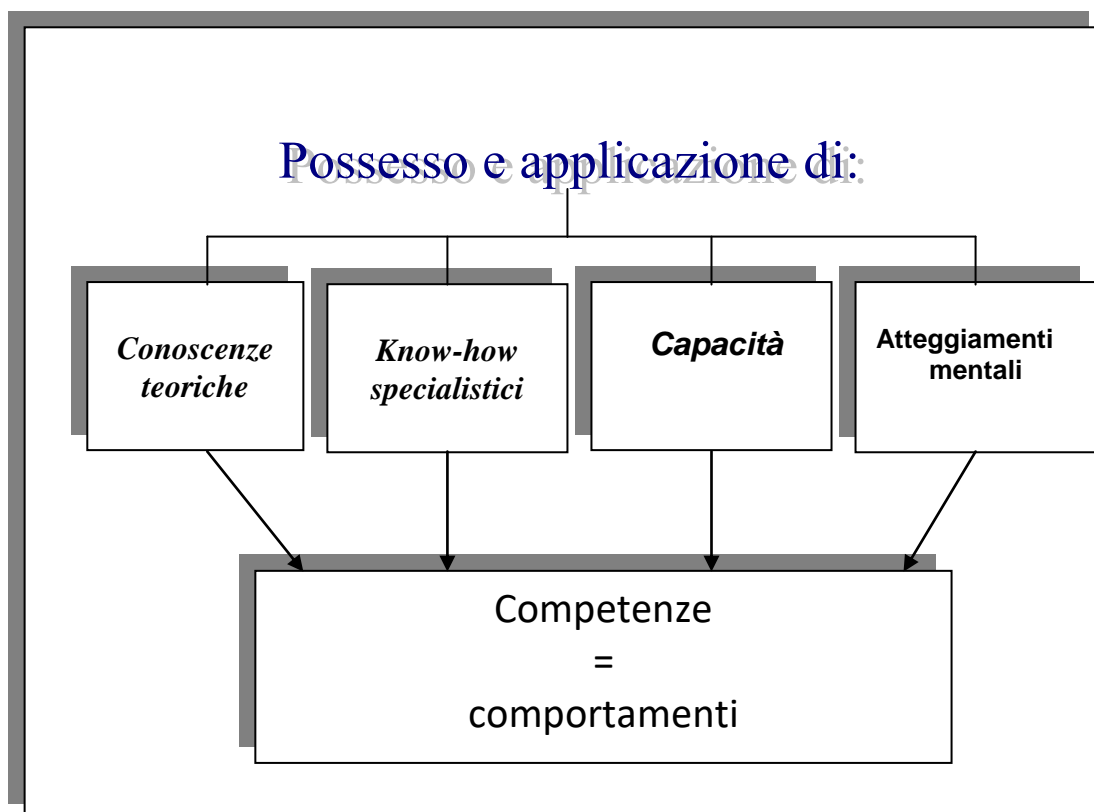 Possesso e applicazione di:
Conoscenze
teoriche
Know-how
specialistici
Capacità
Atteggiamenti
mentali
Competenze
=
comportamenti